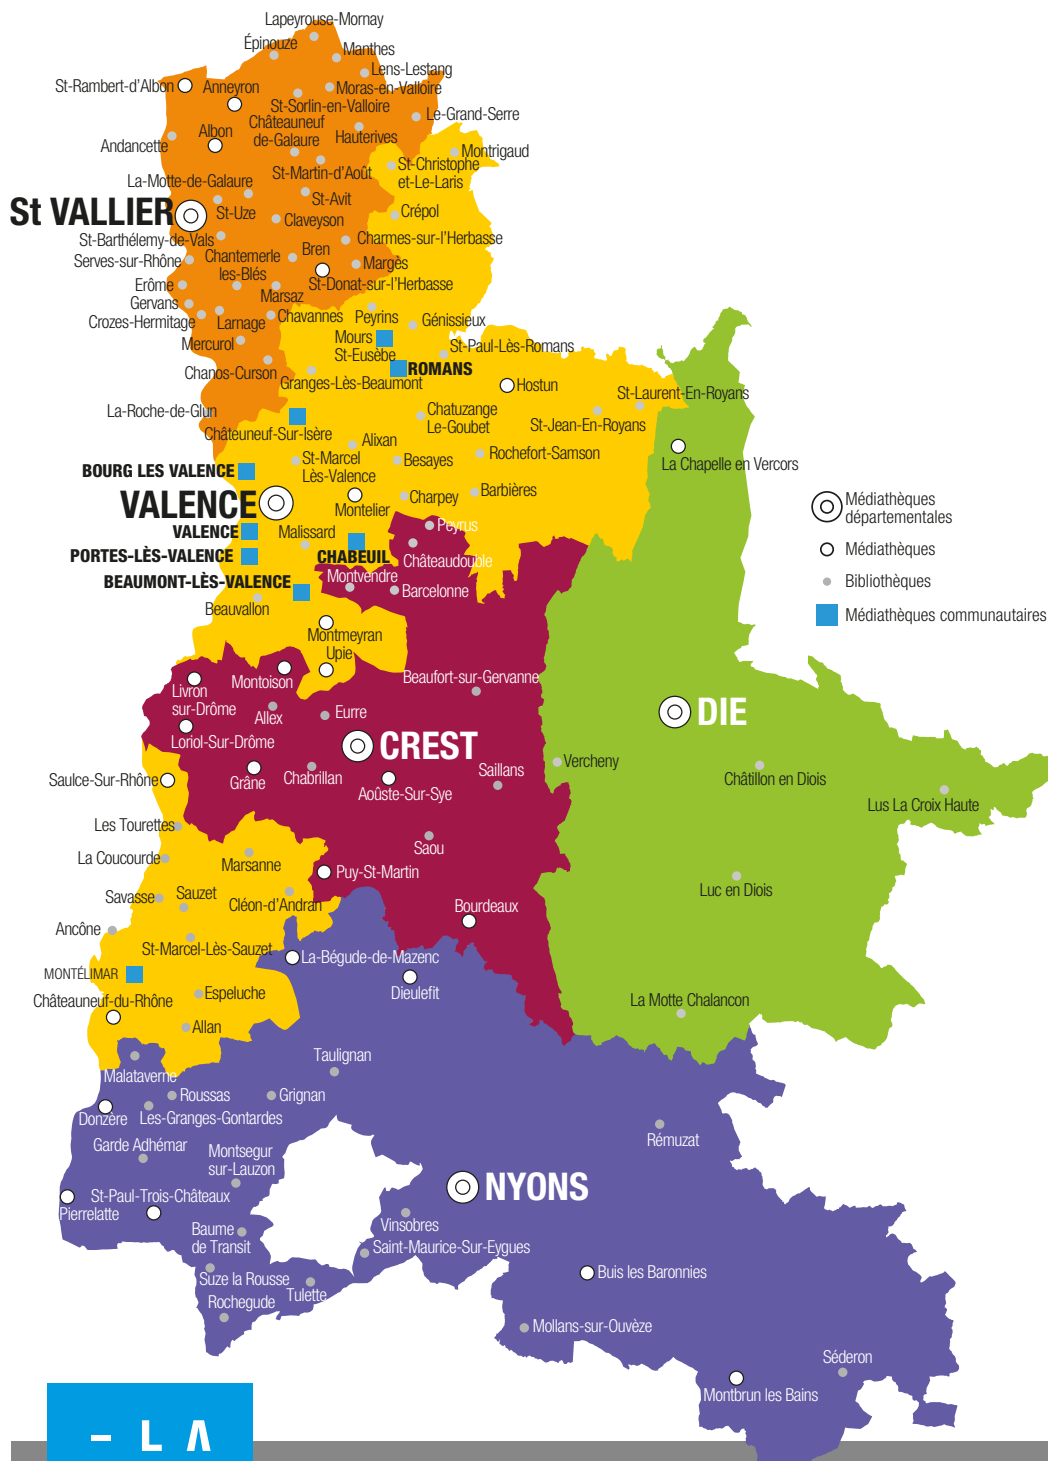 Lapeyrouse-Mornay
Épinouze
Manthes
Lens-Lestang
St-Rambert-d'Albon
Anneyron
Moras-en-Valloire
St-Sorlin-en-Valloire
Châteauneuf
de-Galaure
Le-Grand-Serre
Albon
Hauterives
Andancette
Montrigaud
St-Christophe
et-Le-Laris
St-Martin-d'Août
La-Motte-de-Galaure
St-Avit
St VALLIER
St-Uze
Claveyson
Crépol
St-Barthélemy-de-Vals
Charmes-sur-l'Herbasse
Serves-sur-Rhône
Chantemerle
les-Blés
Bren
Margès
St-Donat-sur-l'Herbasse
Erôme
Marsaz
Gervans
Crozes-Hermitage
Larnage
Chavannes
Peyrins
Génissieux
Mercurol
Mours
St-Eusèbe
St-Paul-Lès-Romans
Chanos-Curson
ROMANS
Granges-Lès-Beaumont
Hostun
St-Laurent-En-Royans
La-Roche-de-Glun
Chatuzange
Le-Goubet
St-Jean-En-Royans
Châteuneuf-Sur-Isère
Alixan
St-Marcel
Lès-Valence
Besayes
Rochefort-Samson
La Chapelle en Vercors
BOURG LES VALENCE
VALENCE
Montelier
Charpey
Barbières
Médiathèques
départementales
VALENCE
Malissard
Peyrus
PORTES-LÈS-VALENCE
CHABEUIL
Châteaudouble
Médiathèques
BEAUMONT-LÈS-VALENCE
Montvendre
Barcelonne
Bibliothèques
Beauvallon
Médiathèques communautaires
Montmeyran
Upie
Livron
sur-Drôme
Montoison
Beaufort-sur-Gervanne
Allex
Eurre
DIE
Loriol-Sur-Drôme
CREST
Saulce-Sur-Rhône
Grâne
Chabrillan
Aoûste-Sur-Sye
Saillans
Vercheny
Châtillon en Diois
Lus La Croix Haute
Les Tourettes
Saou
La Coucourde
Marsanne
Puy-St-Martin
Savasse
Sauzet
Cléon-d'Andran
Luc en Diois
Bourdeaux
Ancône
St-Marcel-Lès-Sauzet
La-Bégude-de-Mazenc
MONTÉLIMAR
Dieulefit
Châteauneuf-du-Rhône
Espeluche
La Motte Chalancon
Allan
Taulignan
Malataverne
Roussas
Grignan
Donzère
Les-Granges-Gontardes
Rémuzat
Garde Adhémar
Montsegur
sur-Lauzon
NYONS
St-Paul-Trois-Châteaux
Pierrelatte
Vinsobres
Baume
de Transit
Saint-Maurice-Sur-Eygues
Suze la Rousse
Buis les Baronnies
Tulette
Rochegude
Mollans-sur-Ouvèze
Séderon
Montbrun les Bains
- LA